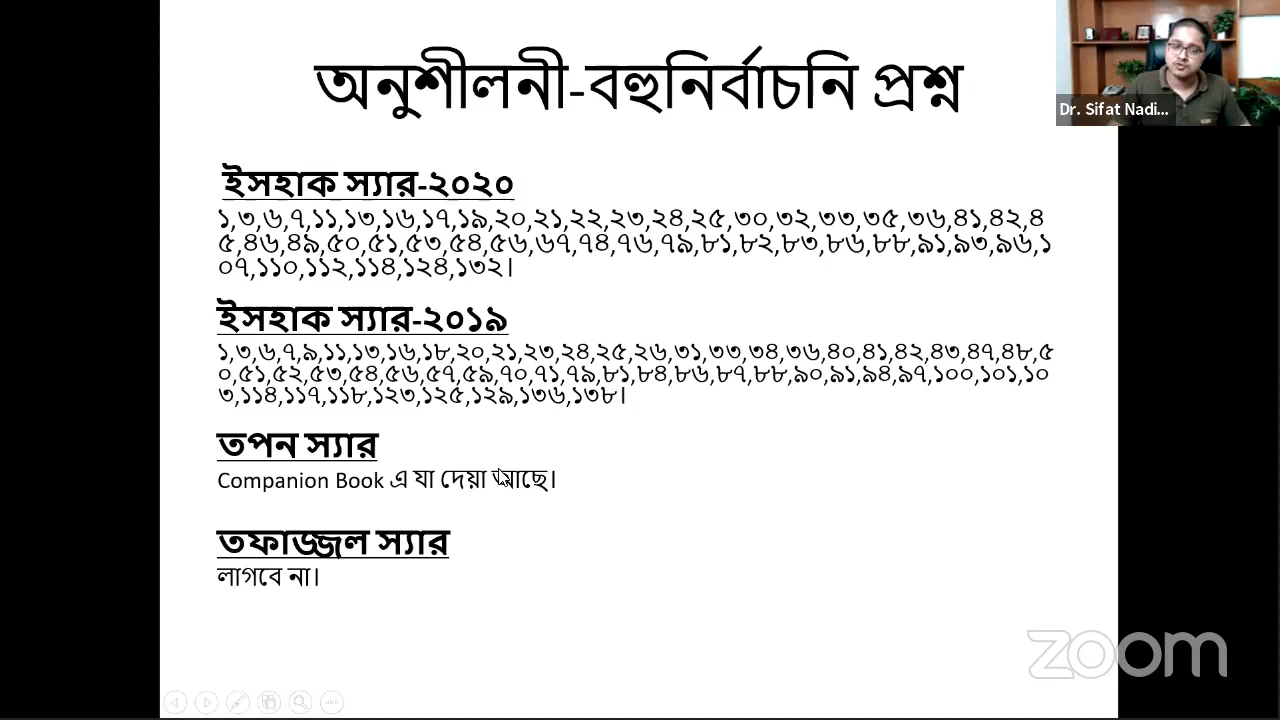 অনুশীলনী-বহুনির্বাচনি প্রশ্ন
Dr. Sifat Nadi...
ইসহাক স্যার-২০২০
১,৩,৬,৭,১১,১৩,১৬,১৭,১৯,২০,২১,২২,২৩,২৪,২৫,৩০,৩২,৩৩,৩৫,৩৬,৪১,৪২,৪
৫,৪৬,৪৯,৫০,৫১,৫৩,৫৪,৫৬,৬৭,৭৪,৭৬,৭৯,৮১,৮২,৮৩,৮৬,৮৮,৯১,৯৩,৯৬,১
০৭,১১০,১১২,১১৪,১২৪,১৩২।
ইসহাক স্যার-২০১৯
১,৩,৬,৭,৯,১১,১৩,১৬,১৮,২০,২১,২৩,২৪,২৫,২৬,৩১,৩৩,৩৪,৩৬,৪০,৪১,৪২,৪৩,৪৭,৪৮,৫
০,৫১,৫২,৫৩,৫৪,৫৬,৫৭,৫৯,৭০,৭১,৭৯,৮১,৮৪,৮৬,৮৭,৮৮,৯০,৯১,৯৪,৯৭,১০০,১০১,১০
৩,১১৪,১১৭,১১৮,১২৩,১২৫,১২৯,১৩৬,১৩৮।
তপন স্যার
Companion Book এ যা দেয়া আছে।
তফাজ্জল স্যার
লাগবে না।
zoom